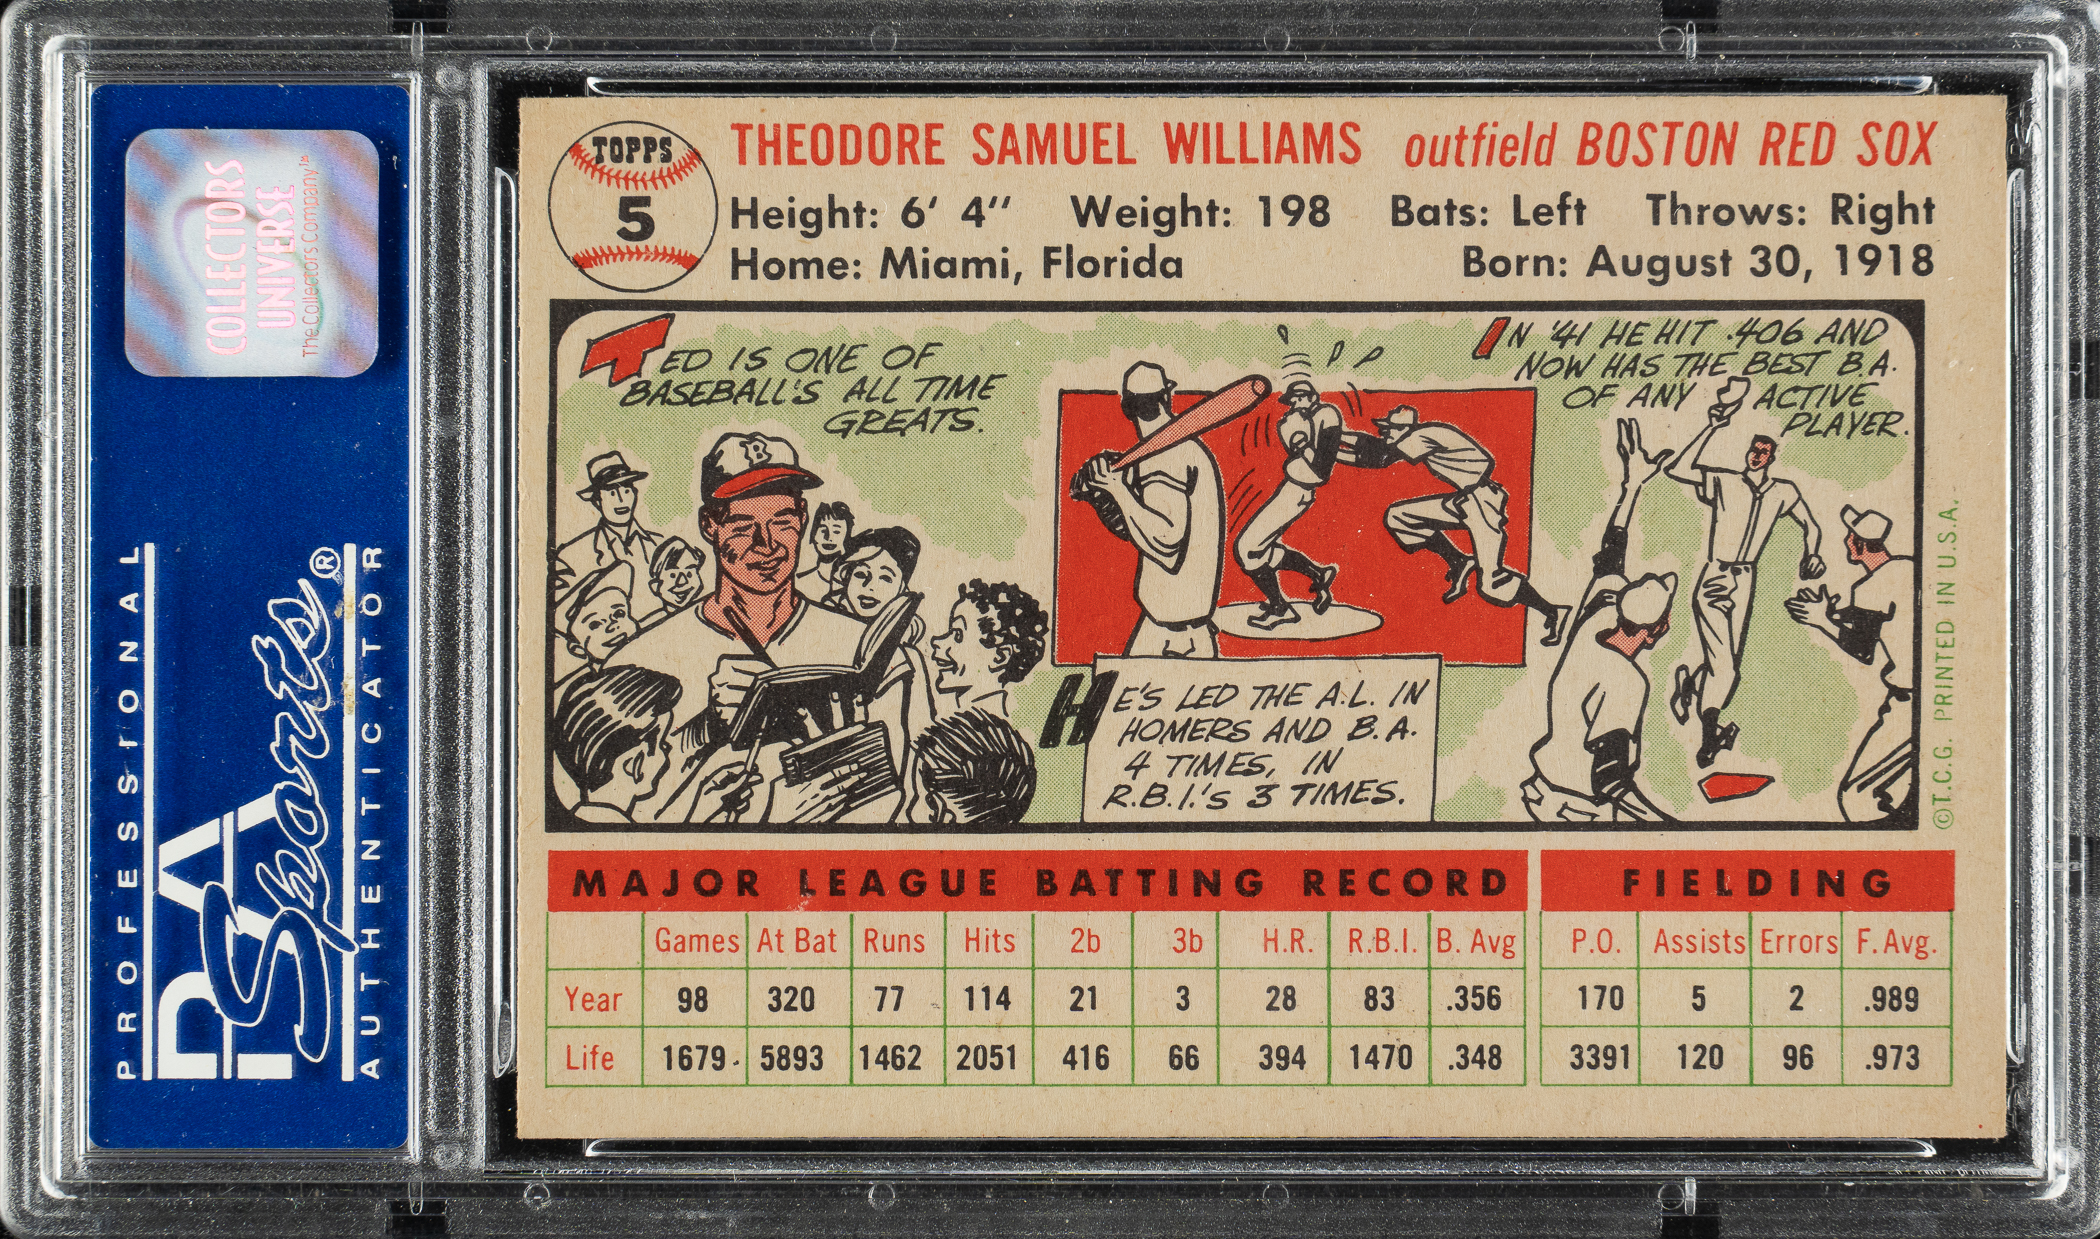 COLLECTORS
UNIVERSE
The Collectors Company™
PROFESSIONAL
PSA
Sports®
AUTHENTICATOR
TOPPS
5
THEODORE SAMUEL WILLIAMS outfield BOSTON RED SOX
Height: 6' 4" Weight: 198 Bats: Left Throws: Right
Home: Miami, Florida Born: August 30, 1918
TED IS ONE OF
BASEBALL'S ALL TIME
GREATS.
B
HE'S LED THE A.L. IN
HOMERS AND B.A.
4 TIMES, IN
R.B.I.'S 3 TIMES.
IN '41 HE HIT .406 AND
NOW HAS THE BEST B.A.
OF ANY ACTIVE
PLAYER.
©T.C.G. PRINTED IN U.S.A.
MAJOR LEAGUE BATTING RECORD FIELDING
Games At Bat Runs Hits 2b 3b H.R. R.B.I. B. Avg P.O. Assists Errors F. Avg.
Year 98 320 77 114 21 3 28 83 .356 170 5 2 .989
Life 1679 5893 1462 2051 416 66 394 1470 .348 3391 120 96 .973